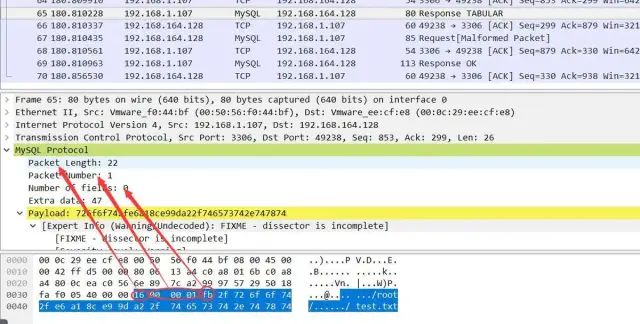 64 180.809910 192.168.164.128 192.168.1.107 TCP 54 3306 → 49238 [ACK] Seq=853 Ack=299 Win=642
65 180.810228 192.168.1.107 192.168.164.128 MySQL 80 Response TABULAR
66 180.810337 192.168.164.128 192.168.1.107 TCP 60 49238 → 3306 [ACK] Seq=299 Ack=879 Win=321
67 180.810435 192.168.164.128 192.168.1.107 MySQL 85 Request[Malformed Packet]
68 180.810561 192.168.1.107 192.168.164.128 TCP 54 3306 → 49238 [ACK] Seq=879 Ack=330 Win=642
69 180.810963 192.168.1.107 192.168.164.128 MySQL 113 Response OK
70 180.856530 192.168.164.128 192.168.1.107 TCP 60 49238 → 3306 [ACK] Seq=330 Ack=938 Win=321
Frame 65: 80 bytes on wire (640 bits), 80 bytes captured (640 bits) on interface 0
Ethernet II, Src: Vmware_f0:44:bf (00:50:56:f0:44:bf), Dst: Vmware_ee:cf:e8 (00:0c:29:ee:cf:e8)
Internet Protocol Version 4, Src: 192.168.1.107, Dst: 192.168.164.128
Transmission Control Protocol, Src Port: 3306, Dst Port: 49238, Seq: 853, Ack: 299, Len: 26
MySQL Protocol
Packet Length: 22
Packet Number: 1
Number of fields: 0
Extra data: 47
Payload: 726f6f742fe6a18ce99da22f746573742e747874
[Expert Info (Warning/Undecoded): FIXME - dissector is incomplete]
[FIXME - dissector is incomplete]
0000 00 0c 29 ee cf e8 00 50 56 f0 44 bf 08 00 45 00 ..)....P V.D...E.
0010 00 42 ff d5 00 00 80 06 13 a4 c0 a8 01 6b c0 a8 .B...... .....k..
0020 a4 80 0c ea c0 56 6e 89 7c a2 99 97 57 29 50 18 .....Vn. |...W)P.
0030 fa f0 05 40 00 00 16 00 00 01 fb 2f 72 6f 6f 74 ...@.... .../root
0040 2f e6 a1 8c e9 9d a2 2f 74 65 73 74 2e 74 78 74 /....../ test.txt